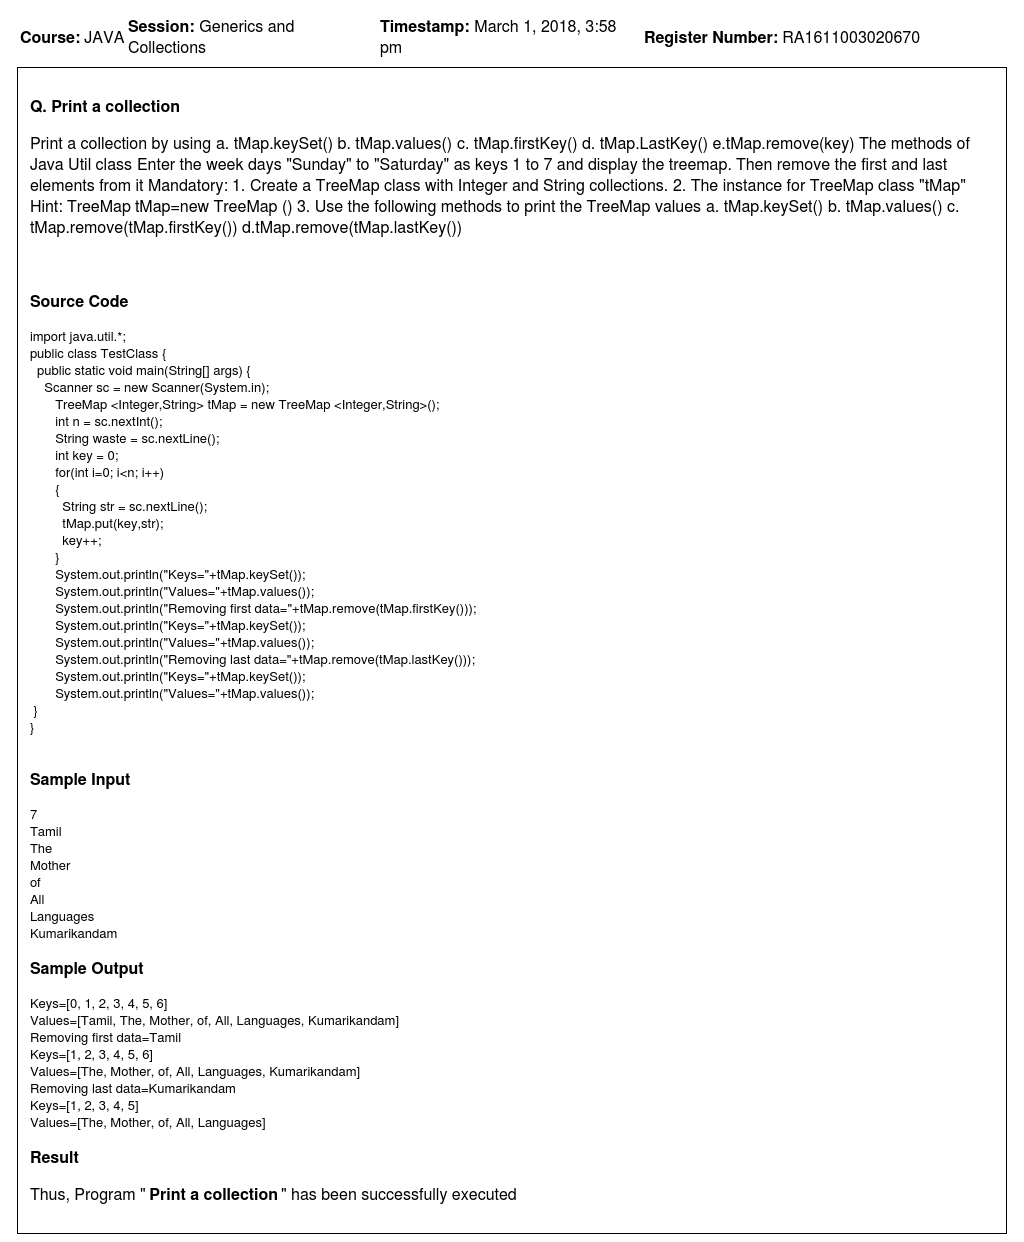 Course: JAVA Session: Generics and Collections Timestamp: March 1, 2018, 3:58 pm Register Number: RA1611003020670
Q. Print a collection
Print a collection by using a. tMap.keySet() b. tMap.values() c. tMap.firstKey() d. tMap.LastKey() e.tMap.remove(key) The methods of
Java Util class Enter the week days "Sunday" to "Saturday" as keys 1 to 7 and display the treemap. Then remove the first and last
elements from it Mandatory: 1. Create a TreeMap class with Integer and String collections. 2. The instance for TreeMap class "tMap"
Hint: TreeMap tMap=new TreeMap () 3. Use the following methods to print the TreeMap values a. tMap.keySet() b. tMap.values() c.
tMap.remove(tMap.firstKey()) d.tMap.remove(tMap.lastKey())
Source Code
import java.util.*;
public class TestClass {
  public static void main(String[] args) {
    Scanner sc = new Scanner(System.in);
       TreeMap <Integer,String> tMap = new TreeMap <Integer,String>();
       int n = sc.nextInt();
       String waste = sc.nextLine();
       int key = 0;
       for(int i=0; i<n; i++)
       {
         String str = sc.nextLine();
         tMap.put(key,str);
         key++;
       }
       System.out.println("Keys="+tMap.keySet());
       System.out.println("Values="+tMap.values());
       System.out.println("Removing first data="+tMap.remove(tMap.firstKey()));
       System.out.println("Keys="+tMap.keySet());
       System.out.println("Values="+tMap.values());
       System.out.println("Removing last data="+tMap.remove(tMap.lastKey()));
       System.out.println("Keys="+tMap.keySet());
       System.out.println("Values="+tMap.values());
 }
}
Sample Input
7
Tamil
The
Mother
of
All
Languages
Kumarikandam
Sample Output
Keys=[0, 1, 2, 3, 4, 5, 6]
Values=[Tamil, The, Mother, of, All, Languages, Kumarikandam]
Removing first data=Tamil
Keys=[1, 2, 3, 4, 5, 6]
Values=[The, Mother, of, All, Languages, Kumarikandam]
Removing last data=Kumarikandam
Keys=[1, 2, 3, 4, 5]
Values=[The, Mother, of, All, Languages]
Result
Thus, Program " Print a collection " has been successfully executed